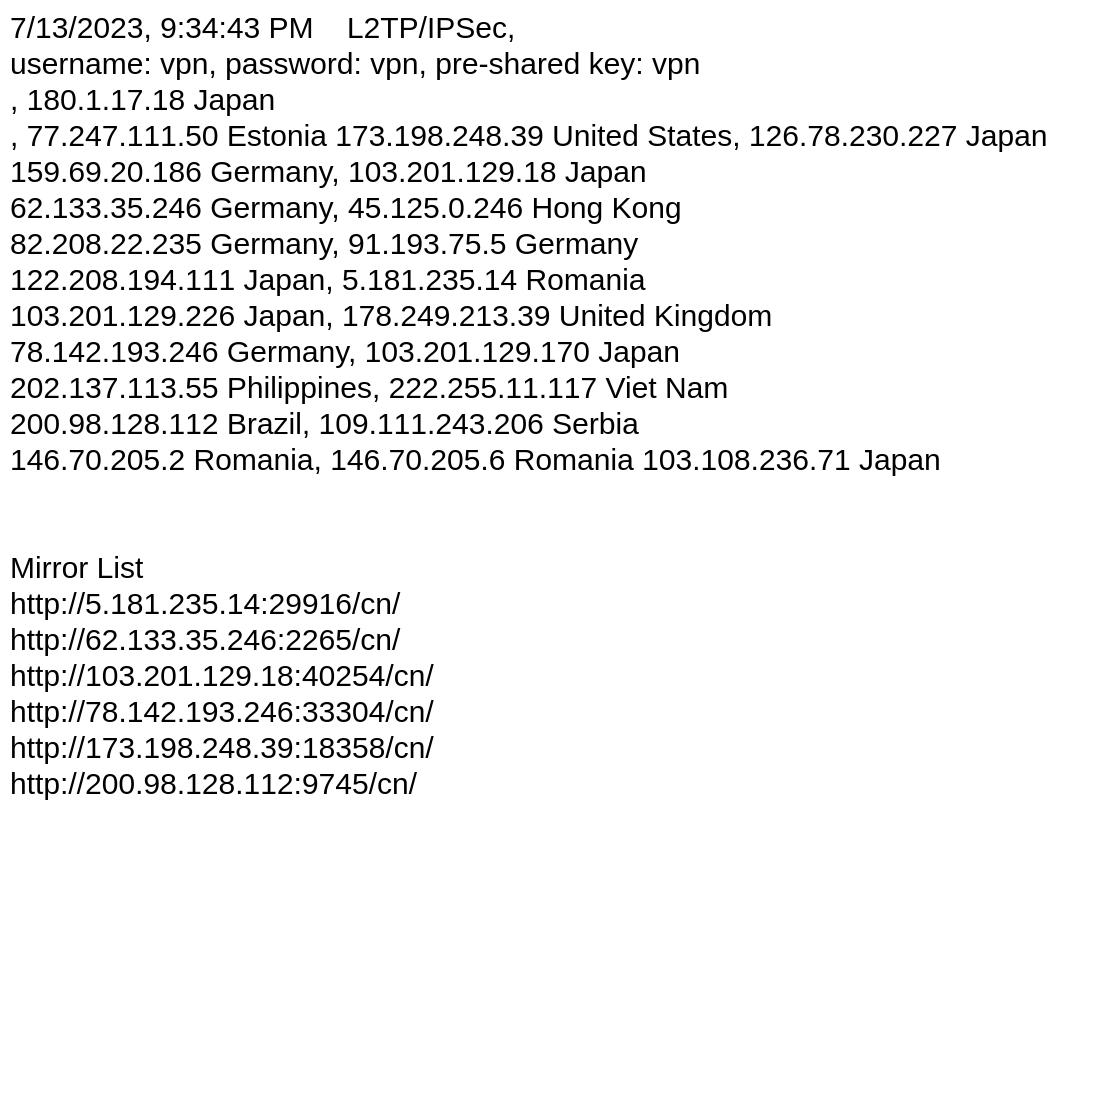 7/13/2023, 9:34:43 PM    L2TP/IPSec,
username: vpn, password: vpn, pre-shared key: vpn
, 180.1.17.18 Japan
, 77.247.111.50 Estonia 173.198.248.39 United States, 126.78.230.227 Japan
159.69.20.186 Germany, 103.201.129.18 Japan
62.133.35.246 Germany, 45.125.0.246 Hong Kong
82.208.22.235 Germany, 91.193.75.5 Germany
122.208.194.111 Japan, 5.181.235.14 Romania
103.201.129.226 Japan, 178.249.213.39 United Kingdom
78.142.193.246 Germany, 103.201.129.170 Japan
202.137.113.55 Philippines, 222.255.11.117 Viet Nam
200.98.128.112 Brazil, 109.111.243.206 Serbia
146.70.205.2 Romania, 146.70.205.6 Romania 103.108.236.71 Japan
Mirror List
http://5.181.235.14:29916/cn/
http://62.133.35.246:2265/cn/
http://103.201.129.18:40254/cn/
http://78.142.193.246:33304/cn/
http://173.198.248.39:18358/cn/
http://200.98.128.112:9745/cn/